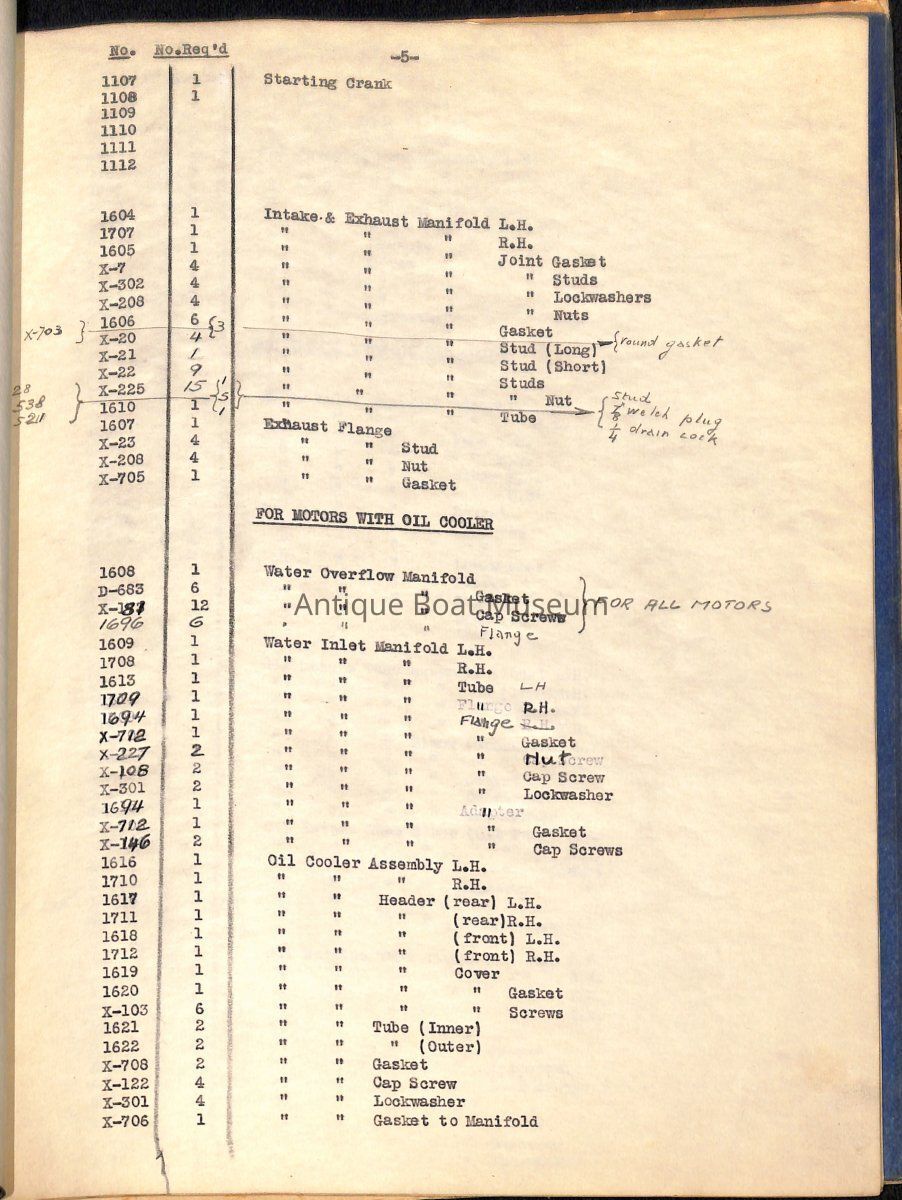 No. No.Req'd -5-
1107 1 Starting Crank
1108 1
1109
1110
1111
1112
1604 1 Intake & Exhaust Manifold L.H.
1707 1 " " " R.H.
1605 1 " " " Joint Gasket
X-7 4 " " " " Studs
X-302 4 " " " " Lockwashers
X-208 4 " " " " Nuts
1606 6 " " " Gasket
X-703 } { 3 { round gasket
X-20 4 " " " Stud (Long)
X-21 1 " " " Stud (Short)
X-22 9 " " " Studs
X-225 15 " " " " Nut
28 } { 1 } { Stud
538 5 7/8 welch plug
521 1 1/4 drain cock
1610 1 " " " Tube
1607 1 Exhaust Flange
X-23 4 " " Stud
X-208 4 " " Nut
X-705 1 " " Gasket
FOR MOTORS WITH OIL COOLER
1608 1 Water Overflow Manifold
D-683 6 " " " Gasket
Antique Boat Museum } FOR ALL MOTORS
X-131 12 " " " Cap Screws
1696 6 " " " Flange
1609 1 Water Inlet Manifold L.H.
1708 1 " " " R.H.
1613 1 " " " Tube LH
1709 1 " " " R.H.
1694 1 " " " Flange R.H.
X-712 1 " " " " Gasket
X-227 2 " " " " Nut
X-108 2 " " " " Cap Screw
X-301 2 " " " " Lockwasher
1694 1 " " " Adapter
X-712 1 " " " " Gasket
X-146 2 " " " " Cap Screws
1616 1 Oil Cooler Assembly L.H.
1710 1 " " " R.H.
1617 1 " " Header (rear) L.H.
1711 1 " " " (rear)R.H.
1618 1 " " " (front) L.H.
1712 1 " " " (front) R.H.
1619 1 " " " Cover
1620 1 " " " " Gasket
X-103 6 " " " " Screws
1621 2 " " Tube (Inner)
1622 2 " " " (Outer)
X-708 2 " " Gasket
X-122 4 " " Cap Screw
X-301 4 " " Lockwasher
X-706 1 " " Gasket to Manifold